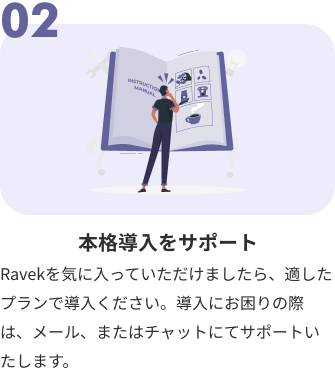 02
INSTRUCTION
MANUAL
本格導入をサポート
Ravekを気に入っていただけましたら、適した
プランで導入ください。導入にお困りの際
は、メール、またはチャットにてサポートい
たします。